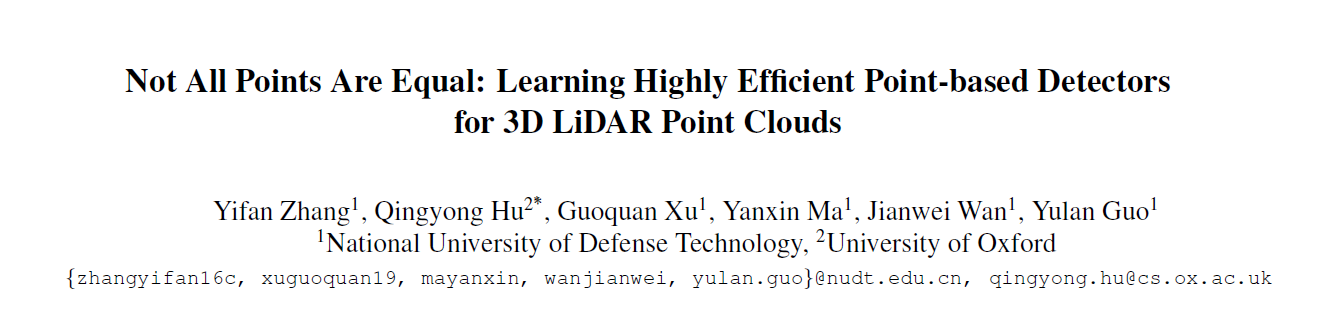 Not All Points Are Equal: Learning Highly Efficient Point-based Detectors
for 3D LiDAR Point Clouds
Yifan Zhang1, Qingyong Hu2*, Guoquan Xu1, Yanxin Ma1, Jianwei Wan1, Yulan Guo1
1National University of Defense Technology, 2University of Oxford
{zhangyifan16c, xuguoquan19, mayanxin, wanjianwei, yulan.guo}@nudt.edu.cn, qingyong.hu@cs.ox.ac.uk